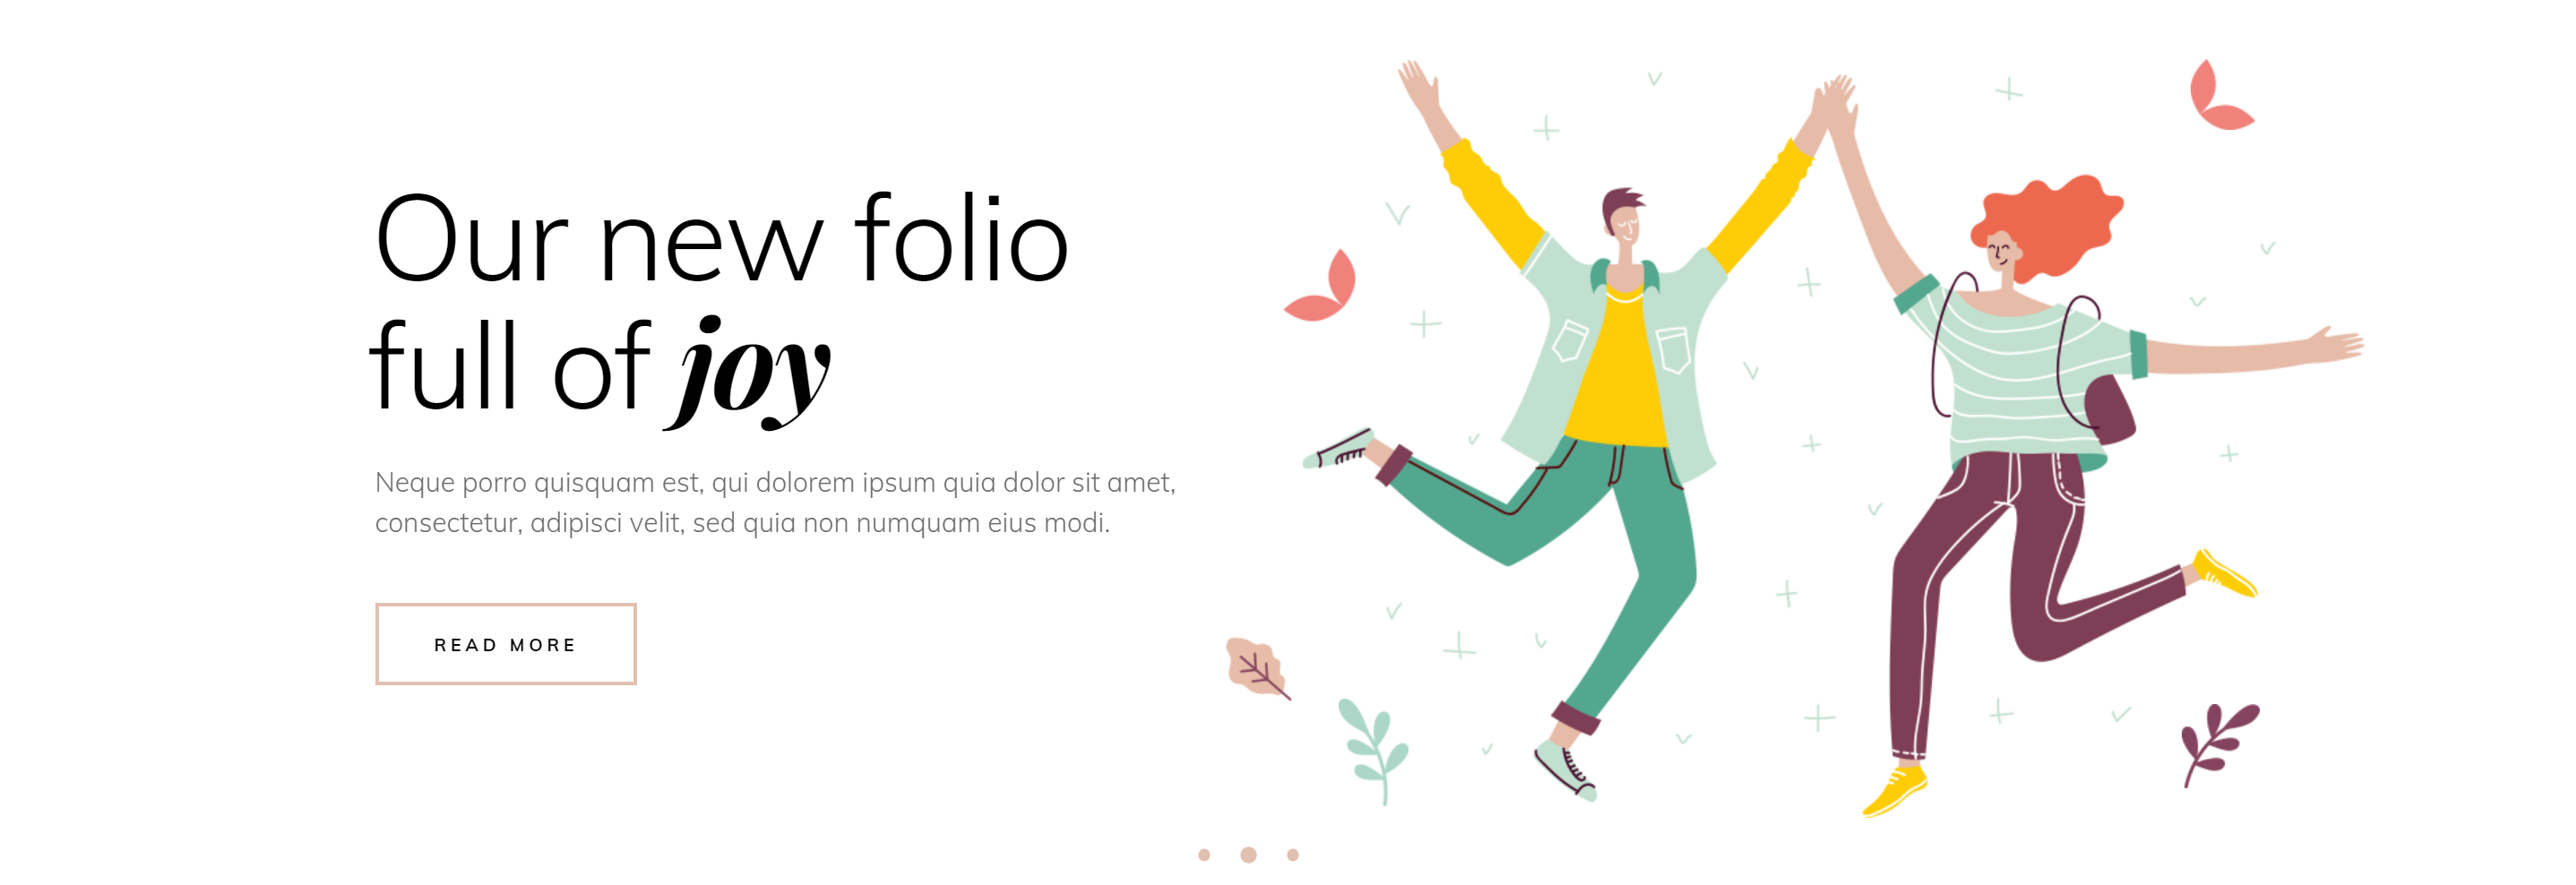 Our new folio
full of joy
Neque porro quisquam est, qui dolorem ipsum quia dolor sit amet,
consectetur, adipisci velit, sed quia non numquam eius modi.
READ MORE